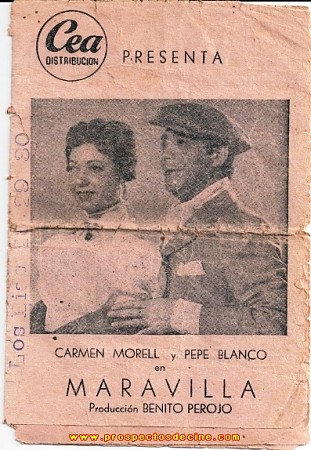 Cea
DISTRIBUCION
PRESENTA
CARMEN MORELL y PEPE BLANCO
en
MARAVILLA
Producción BENITO PEROJO
www.prospectosdecine.com